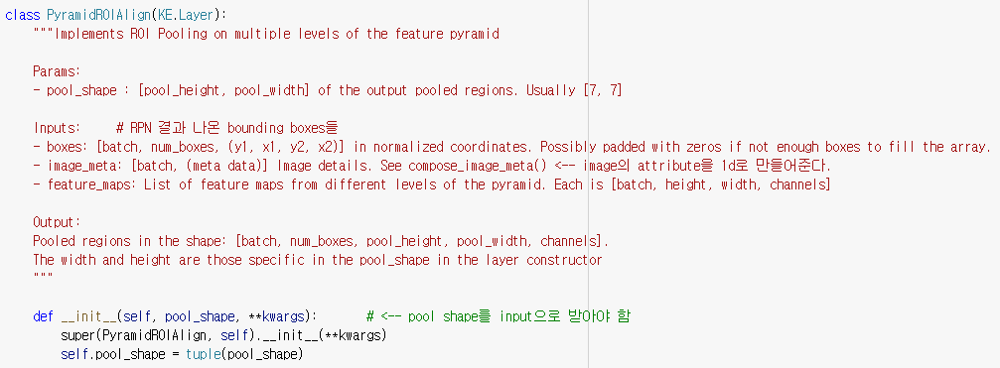 class PyramidROIAlign(KE.Layer):
    """Implements ROI Pooling on multiple levels of the feature pyramid

    Params:
    - pool_shape : [pool_height, pool_width] of the output pooled regions. Usually [7, 7]

    Inputs:     # RPN 결과 나온 bounding boxes들
    - boxes: [batch, num_boxes, (y1, x1, y2, x2)] in normalized coordinates. Possibly padded with zeros if not enough boxes to fill the array.
    - image_meta: [batch, (meta data)] Image details. See compose_image_meta() <-- image의 attribute을 1d로 만들어준다.
    - feature_maps: List of feature maps from different levels of the pyramid. Each is [batch, height, width, channels]

    Output:
    Pooled regions in the shape: [batch, num_boxes, pool_height, pool_width, channels].
    The width and height are those specific in the pool_shape in the layer constructor
    """

    def __init__(self, pool_shape, **kwargs):       # <-- pool shape를 input으로 받아야 함
        super(PyramidROIAlign, self).__init__(**kwargs)
        self.pool_shape = tuple(pool_shape)